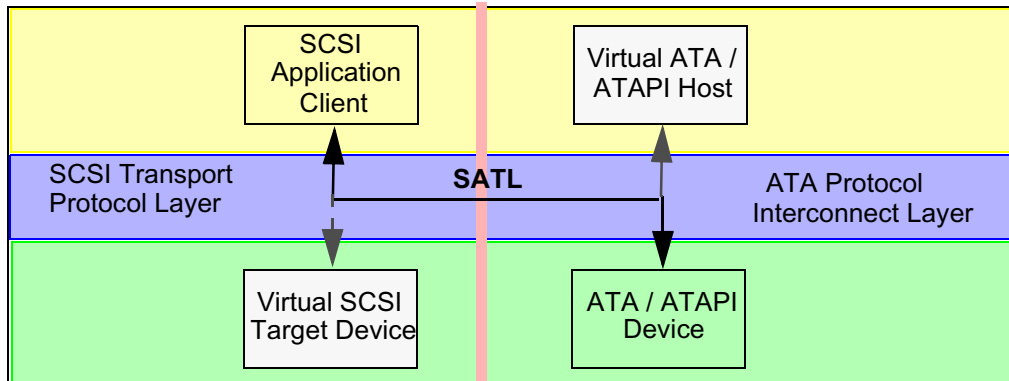 SCSI
Application
Client
Virtual ATA /
ATAPI Host
SCSI Transport
Protocol Layer
SATL
ATA Protocol
Interconnect Layer
Virtual SCSI
Target Device
ATA / ATAPI
Device